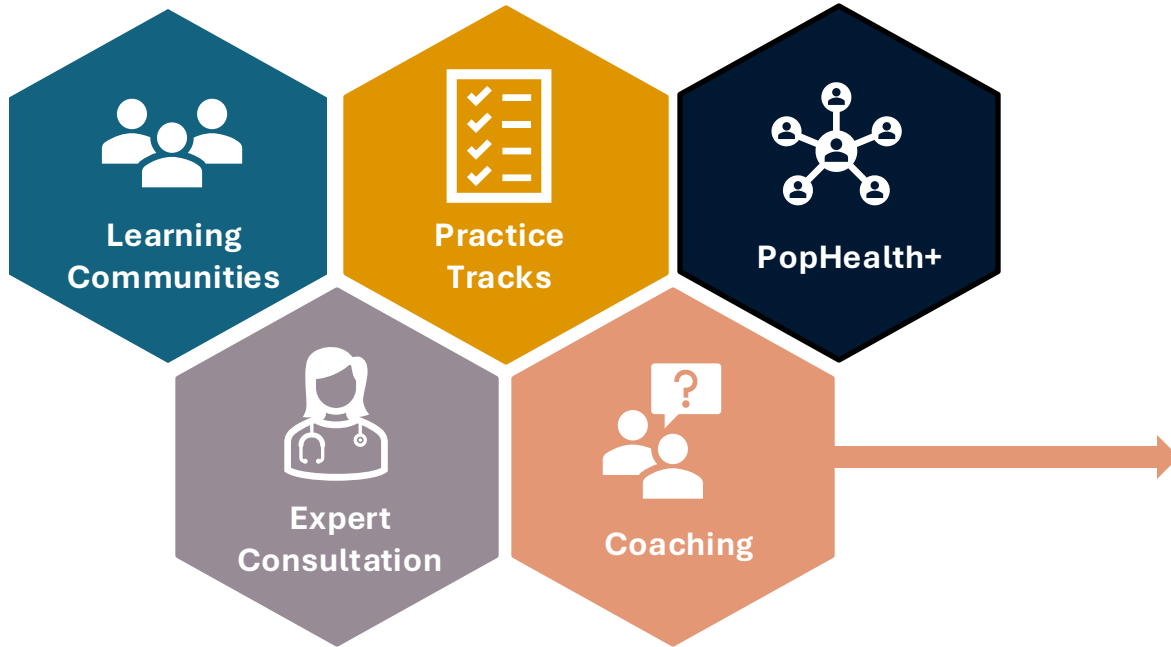 Learning
Communities
Practice
Tracks
PopHealth+
?
Expert
Consultation
Coaching